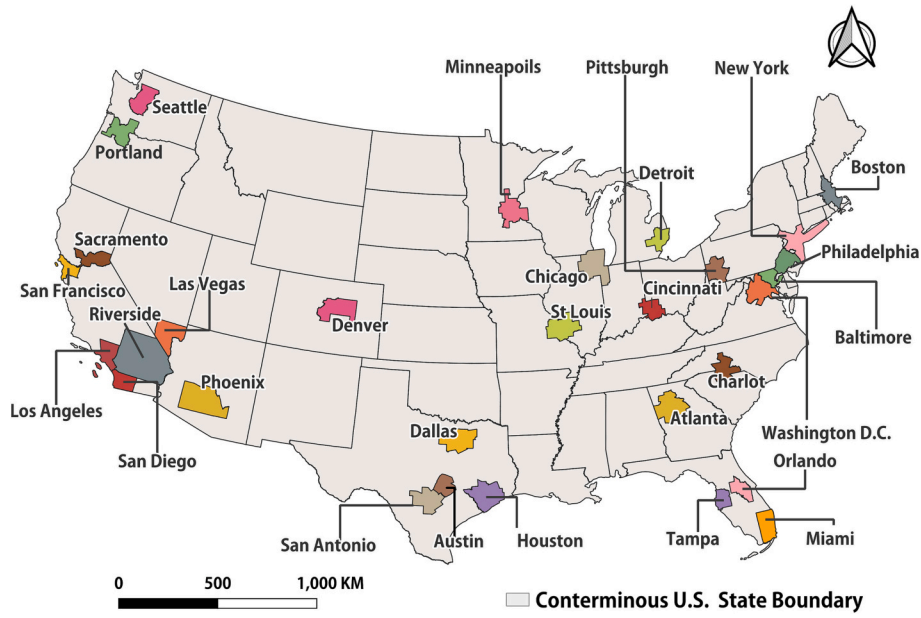 Minneapoils
Pittsburgh
New York
Seattle
Portland
Boston
Detroit
Sacramento
Philadelphia
San Francisco
Las Vegas
Chicago
Cincinnati
Riverside
St Louis
Denver
Baltimore
Phoenix
Charlot
Los Angeles
Atlanta
Dallas
Washington D.C.
San Diego
Orlando
San Antonio
Austin
Houston
Tampa
Miami
0 500 1,000 KM
Conterminous U.S. State Boundary